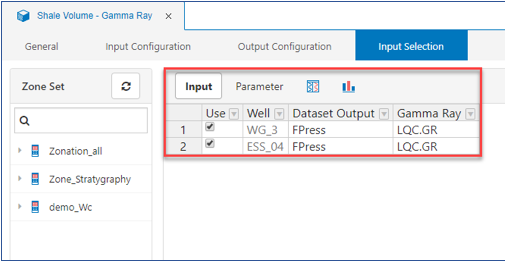 Shale Volume - Gamma Ray ×
General Input Configuration Output Configuration Input Selection
Zone Set
Input Parameter
Use Well Dataset Output Gamma Ray
1 WG_3 FPress LQC.GR
2 ESS_04 FPress LQC.GR
Zonation_all
Zone_Stratygraphy
demo_Wc